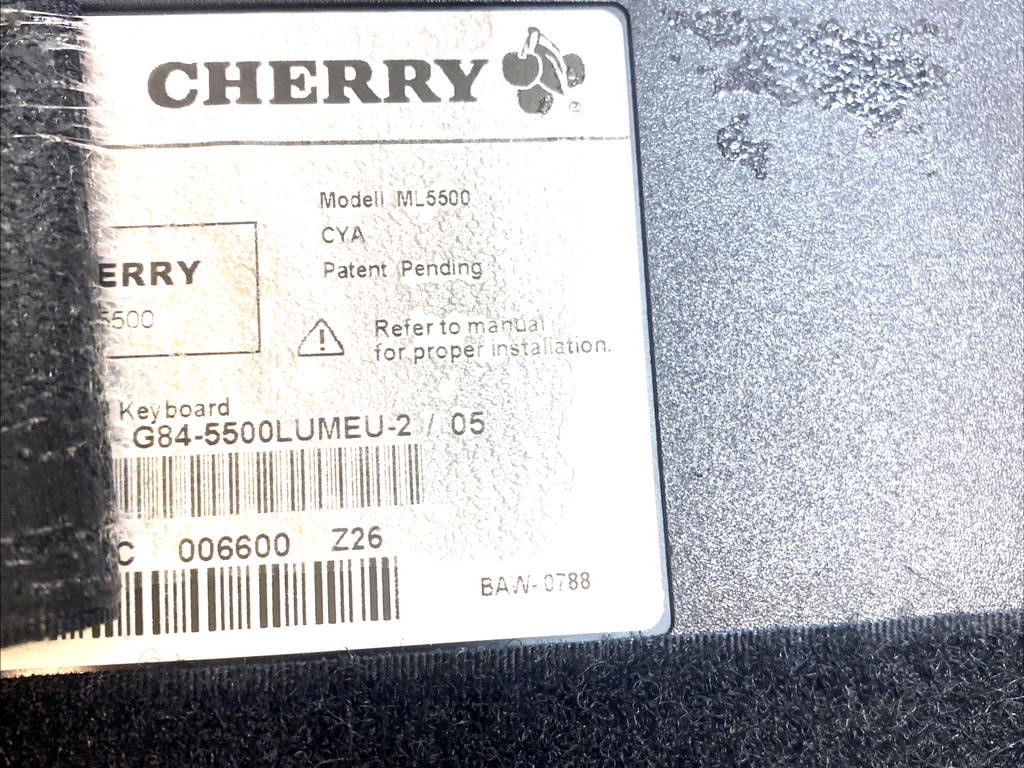 CHERRY
Modell ML5500
CYA
Patent Pending
ERRY
5500
Refer to manual
for proper installation.
Keyboard
G84-5500LUMEU-2 / 05
C 006600 Z26
BAW-0788